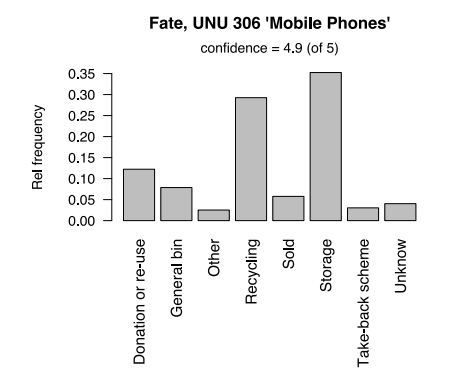 Fate, UNU 306 'Mobile Phones'
confidence = 4.9 (of 5)
Rel frequency
0.35
0.30
0.25
0.20
0.15
0.10
0.05
0.00
Donation or re-use
General bin
Other
Recycling
Sold
Storage
Take-back scheme
Unknow